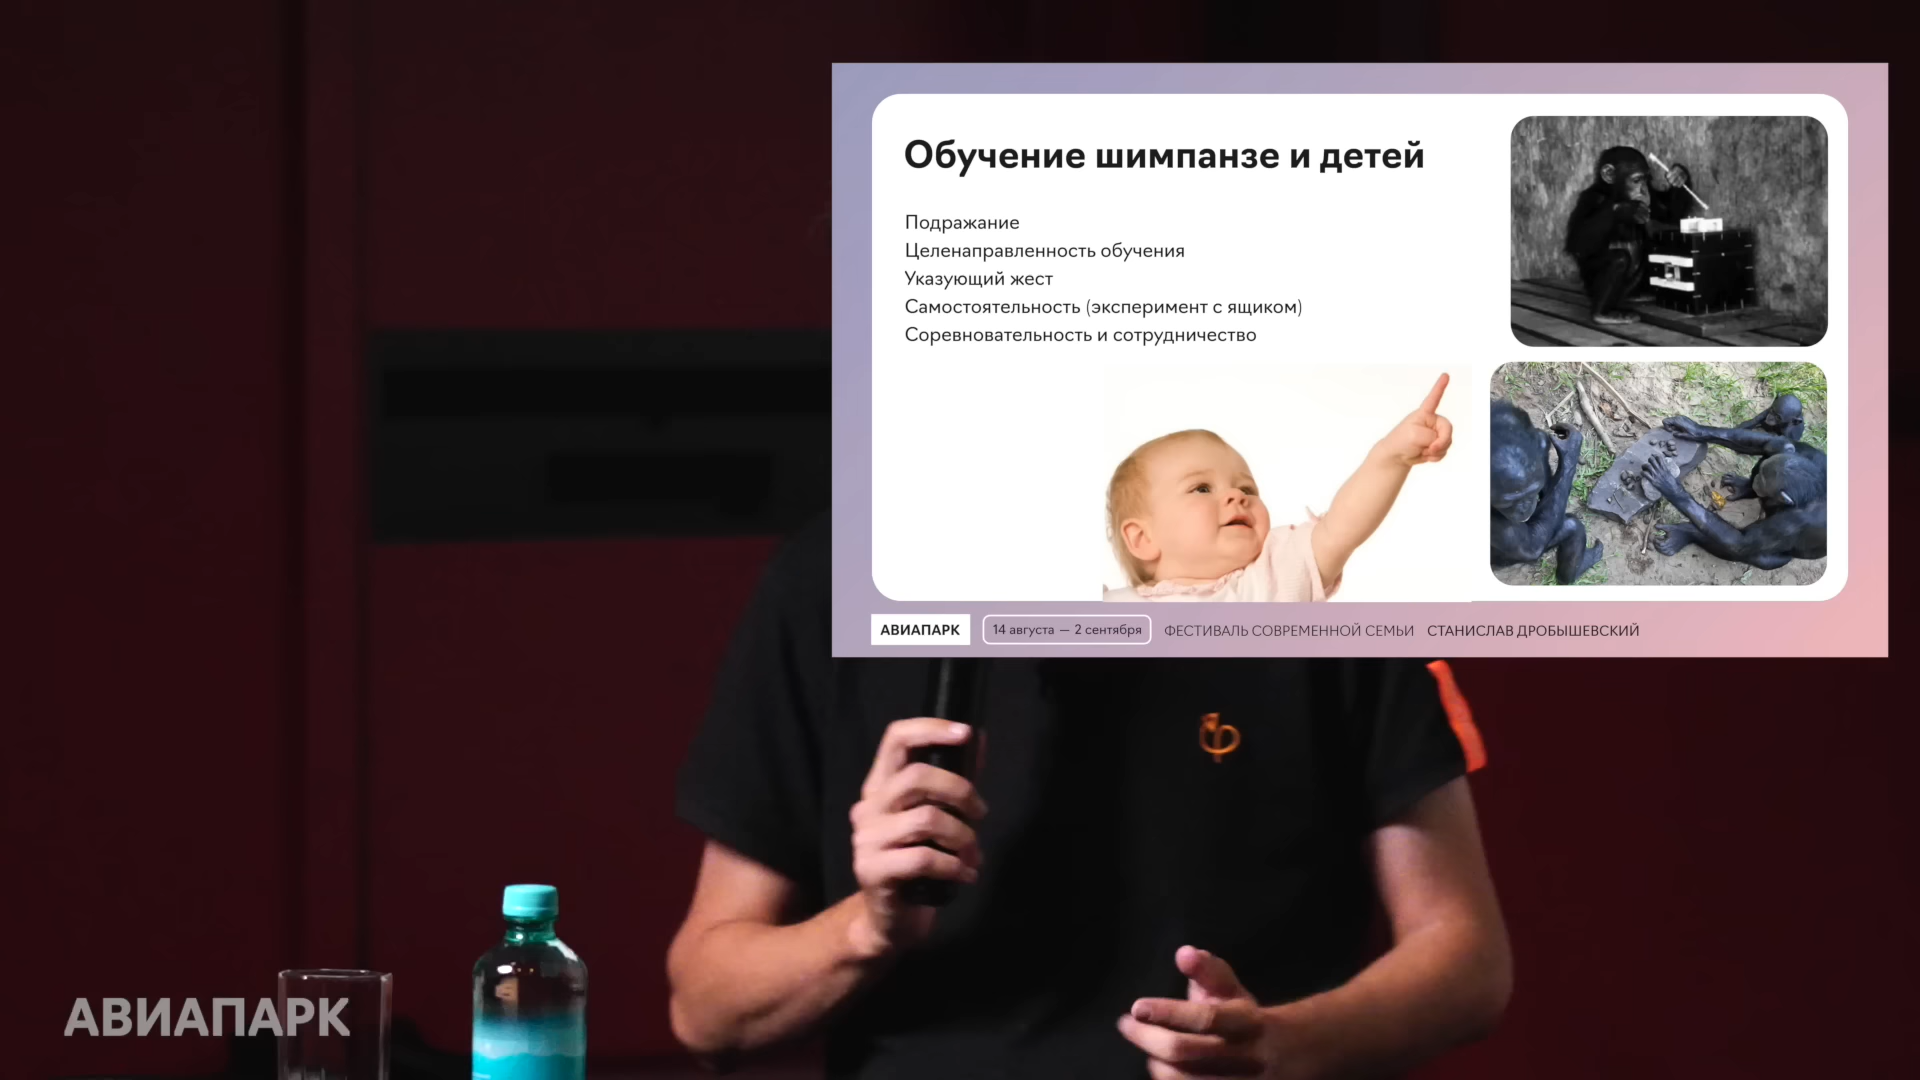 Обучение шимпанзе и детей
Подражание
Целенаправленность обучения
Указующий жест
Самостоятельность (эксперимент с ящиком)
Соревновательность и сотрудничество
АВИАПАРК 14 августа — 2 сентября ФЕСТИВАЛЬ СОВРЕМЕННОЙ СЕМЬИ СТАНИСЛАВ ДРОБЫШЕВСКИЙ
АВИАПАРК